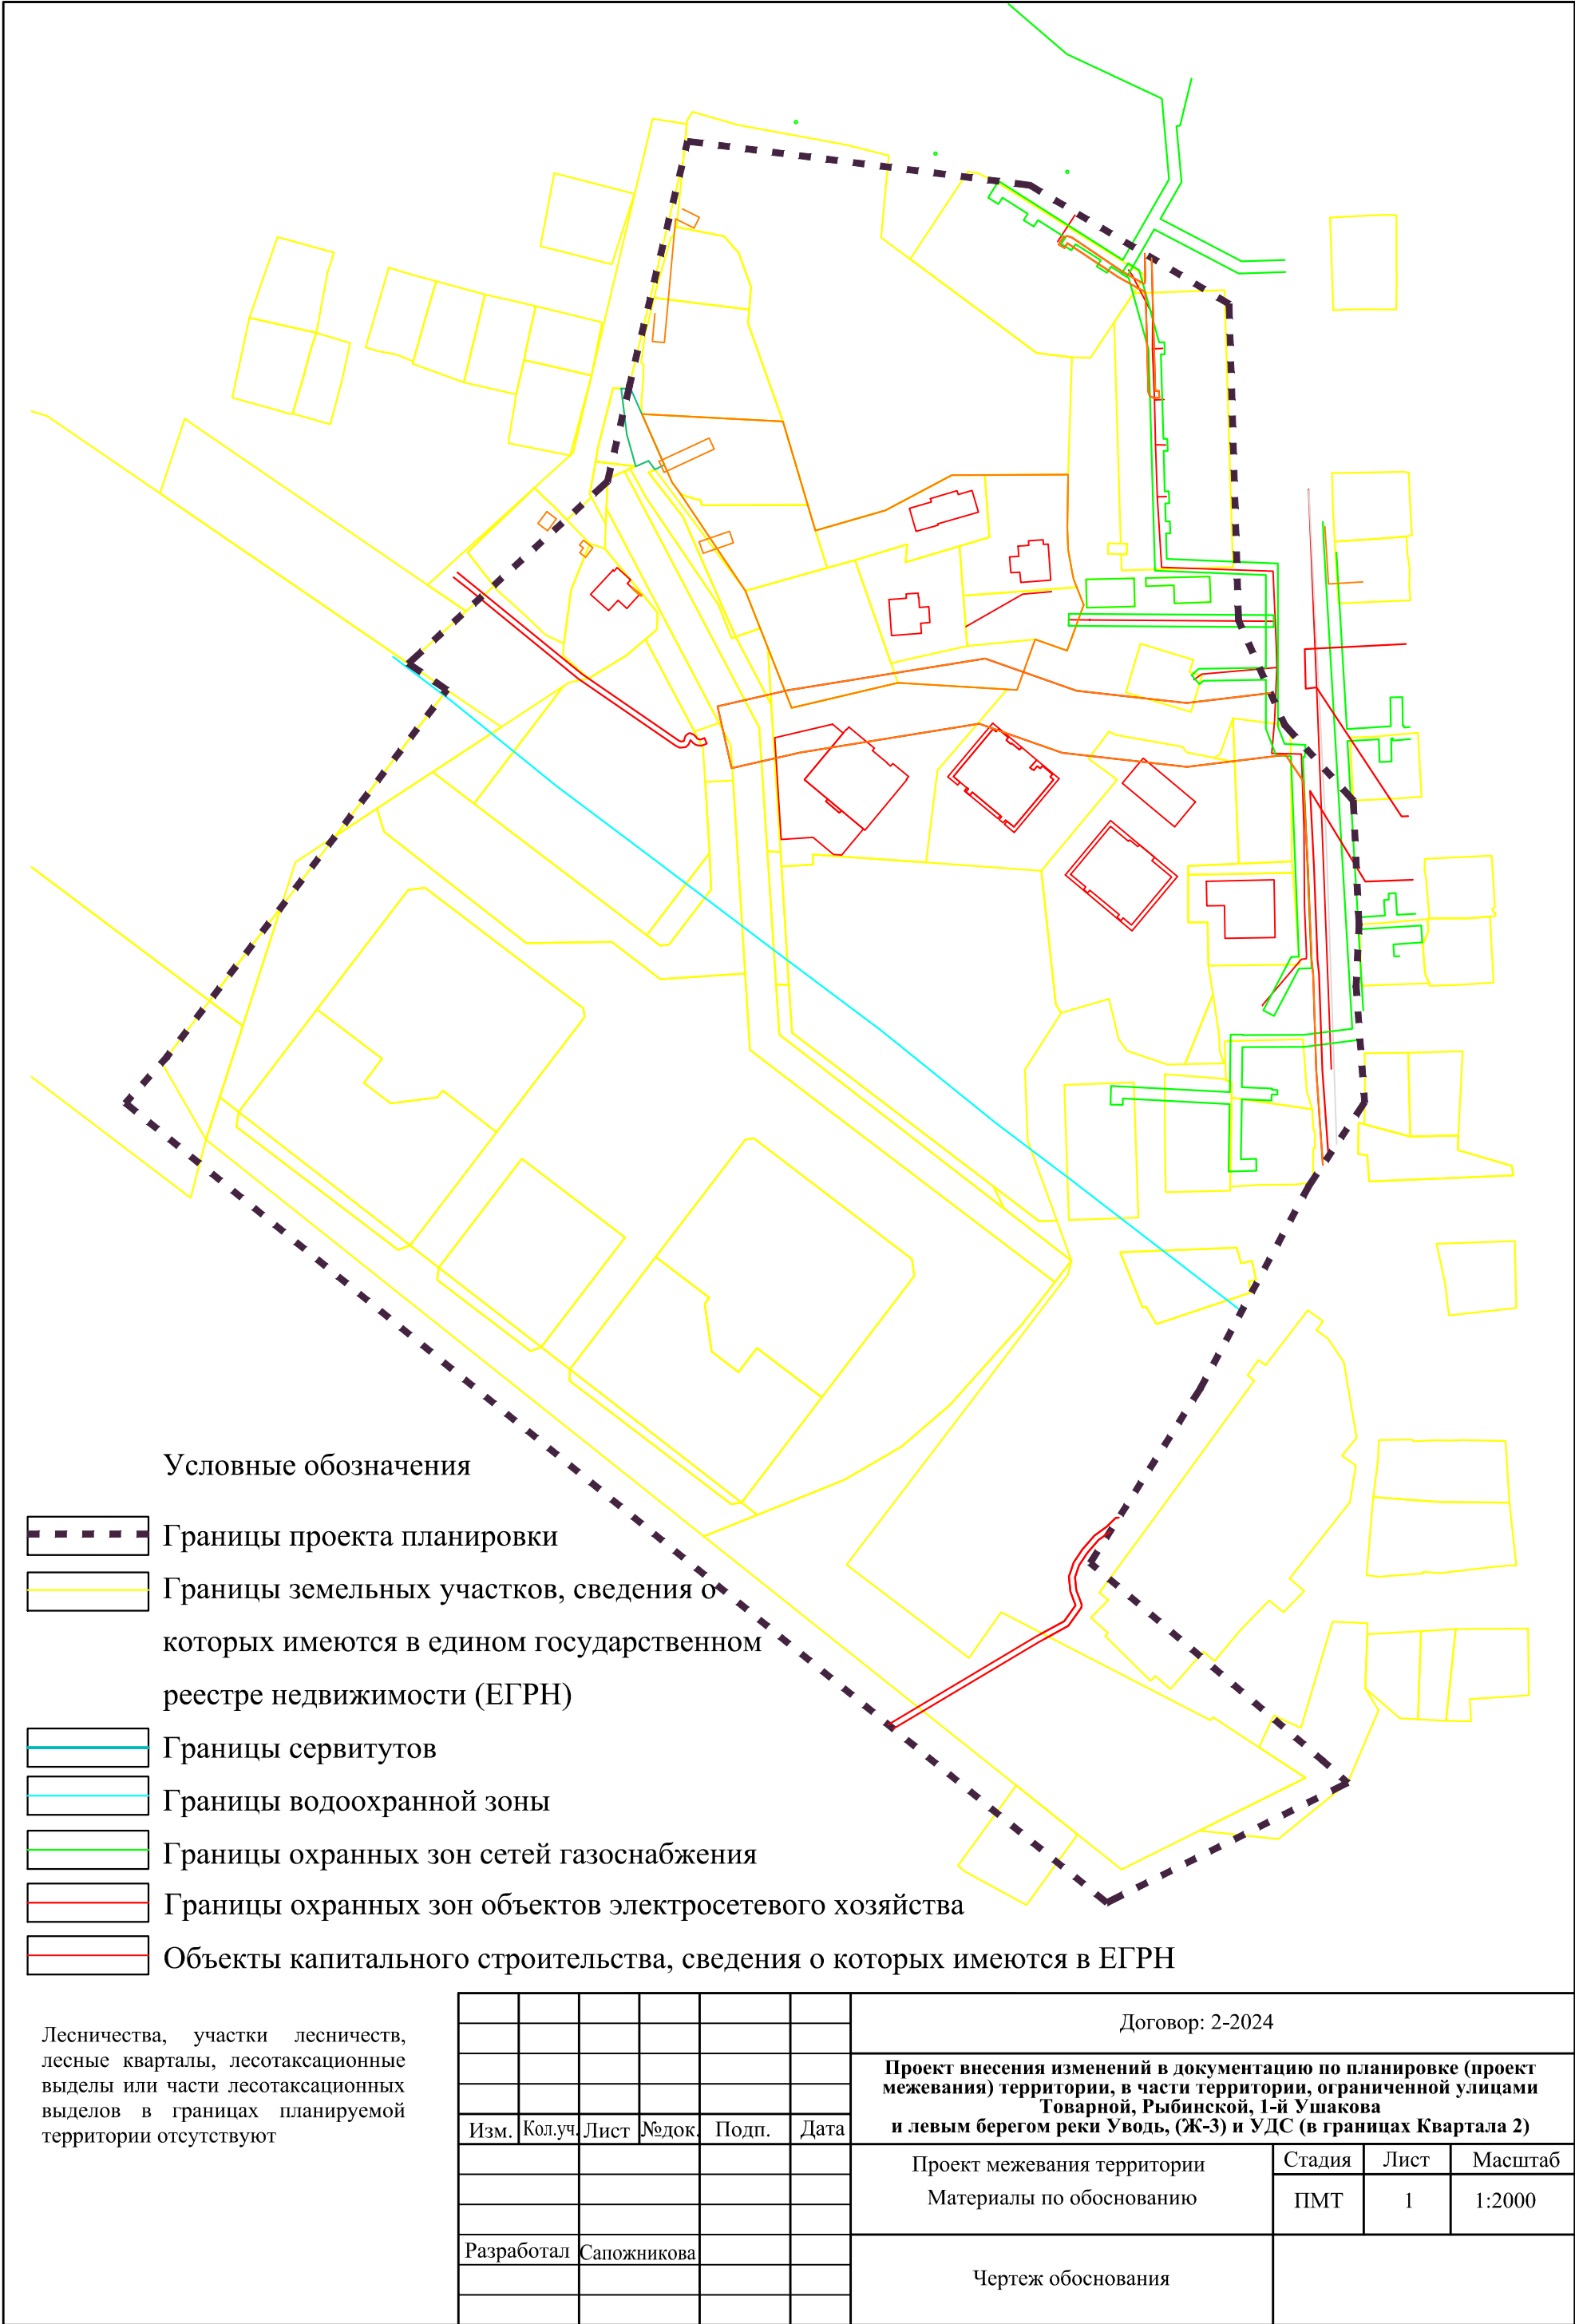 Условные обозначения
Границы проекта планировки
Границы земельных участков, сведения о
которых имеются в едином государственном
реестре недвижимости (ЕГРН)
Границы сервитутов
Границы водоохранной зоны
Границы охранных зон сетей газоснабжения
Границы охранных зон объектов электросетевого хозяйства
Объекты капитального строительства, сведения о которых имеются в ЕГРН
Лесничества, участки лесничеств,
лесные кварталы, лесотаксационные
выделы или части лесотаксационных
выделов в границах планируемой
территории отсутствуют
Договор: 2-2024
Проект внесения изменений в документацию по планировке (проект
межевания) территории, в части территории, ограниченной улицами
Товарной, Рыбинской, 1-й Ушакова
и левым берегом реки Уводь, (Ж-3) и УДС (в границах Квартала 2)
Изм. Кол.уч. Лист №док. Подп. Дата
Проект межевания территории
Материалы по обоснованию
Стадия Лист Масштаб
ПМТ 1 1:2000
Разработал Сапожникова
Чертеж обоснования